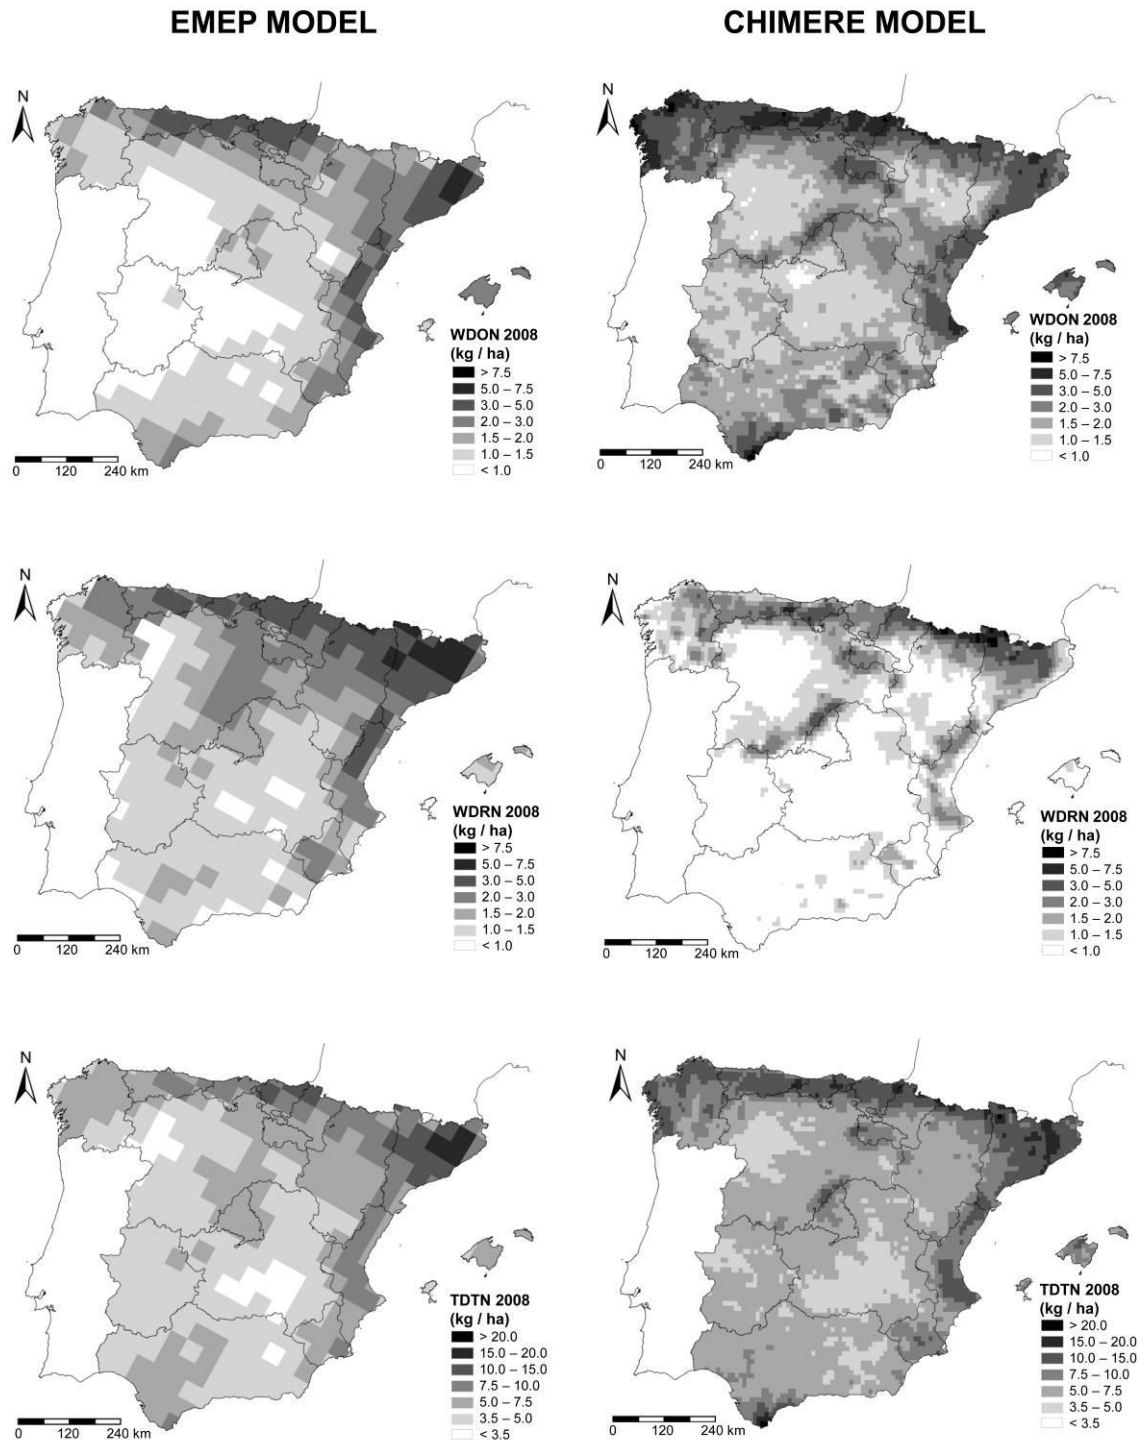 EMEP MODEL
CHIMERE MODEL
N
WDON 2008
(kg / ha)
> 7.5
5.0 – 7.5
3.0 – 5.0
2.0 – 3.0
1.5 – 2.0
1.0 – 1.5
< 1.0
0 120 240 km
N
WDON 2008
(kg / ha)
> 7.5
5.0 – 7.5
3.0 – 5.0
2.0 – 3.0
1.5 – 2.0
1.0 – 1.5
< 1.0
0 120 240 km
N
WDRN 2008
(kg / ha)
> 7.5
5.0 – 7.5
3.0 – 5.0
2.0 – 3.0
1.5 – 2.0
1.0 – 1.5
< 1.0
0 120 240 km
N
WDRN 2008
(kg / ha)
> 7.5
5.0 – 7.5
3.0 – 5.0
2.0 – 3.0
1.5 – 2.0
1.0 – 1.5
< 1.0
0 120 240 km
N
TDTN 2008
(kg / ha)
> 20.0
15.0 – 20.0
10.0 – 15.0
7.5 – 10.0
5.0 – 7.5
3.5 – 5.0
< 3.5
0 120 240 km
N
TDTN 2008
(kg / ha)
> 20.0
15.0 – 20.0
10.0 – 15.0
7.5 – 10.0
5.0 – 7.5
3.5 – 5.0
< 3.5
0 120 240 km